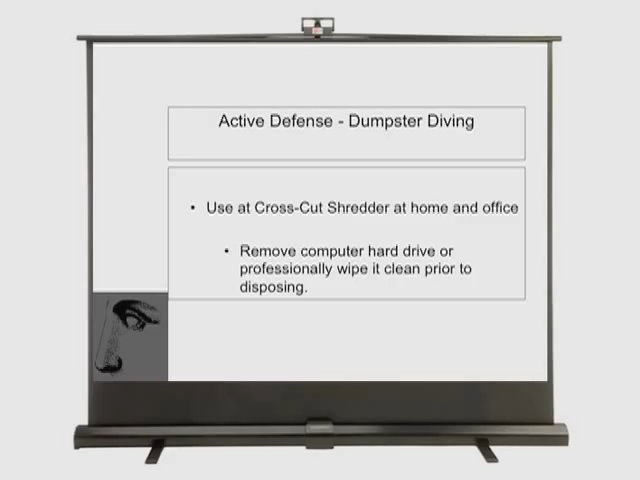 Active Defense - Dumpster Diving
• Use at Cross-Cut Shredder at home and office
• Remove computer hard drive or
professionally wipe it clean prior to
disposing.